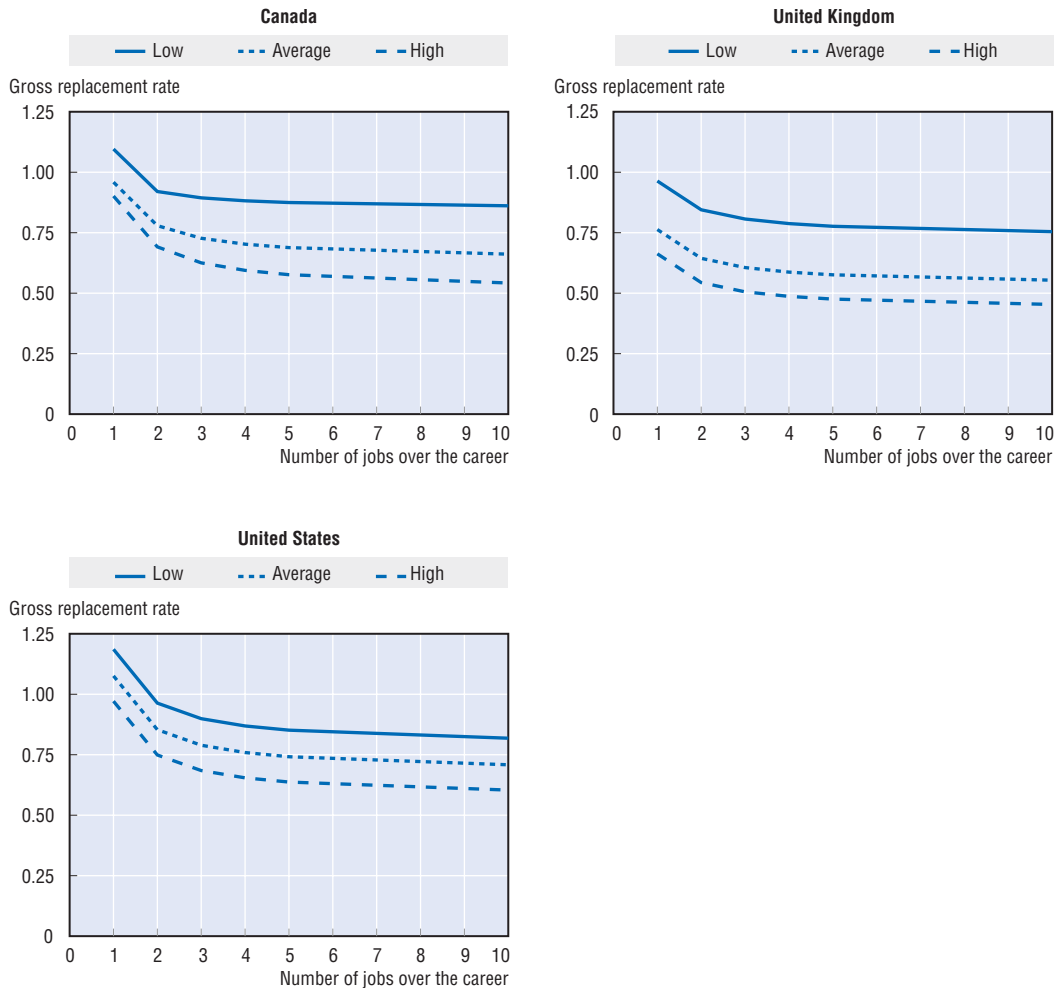 Canada
Low Average High
Gross replacement rate
1.25
1.00
0.75
0.50
0.25
0
0 1 2 3 4 5 6 7 8 9 10
Number of jobs over the career
United Kingdom
Low Average High
Gross replacement rate
1.25
1.00
0.75
0.50
0.25
0
0 1 2 3 4 5 6 7 8 9 10
Number of jobs over the career
United States
Low Average High
Gross replacement rate
1.25
1.00
0.75
0.50
0.25
0
0 1 2 3 4 5 6 7 8 9 10
Number of jobs over the career